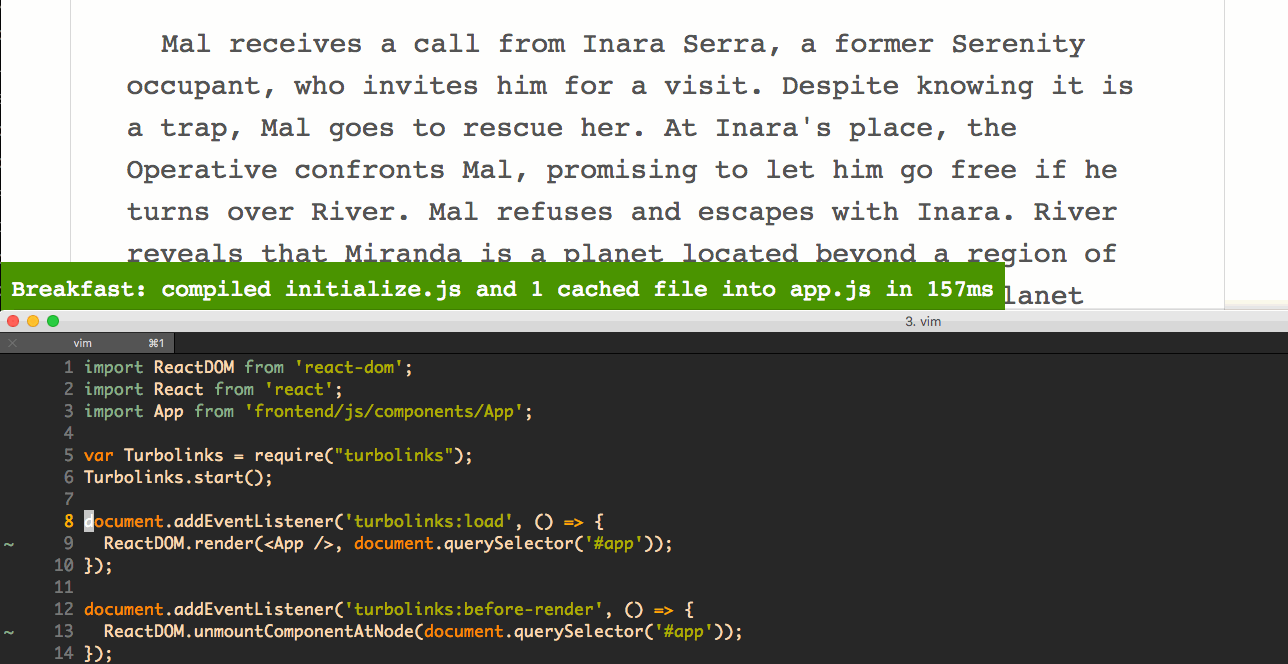 Mal receives a call from Inara Serra, a former Serenity
occupant, who invites him for a visit. Despite knowing it is
a trap, Mal goes to rescue her. At Inara's place, the
Operative confronts Mal, promising to let him go free if he
turns over River. Mal refuses and escapes with Inara. River
reveals that Miranda is a planet located beyond a region of
Breakfast: compiled initialize.js and 1 cached file into app.js in 157ms
lanet
3. vim
vim ⌘1
1 import ReactDOM from 'react-dom';
2 import React from 'react';
3 import App from 'frontend/js/components/App';
4
5 var Turbolinks = require("turbolinks");
6 Turbolinks.start();
7
8 document.addEventListener('turbolinks:load', () => {
~ 9 ReactDOM.render(<App />, document.querySelector('#app'));
10 });
11
12 document.addEventListener('turbolinks:before-render', () => {
~ 13 ReactDOM.unmountComponentAtNode(document.querySelector('#app'));
14 });